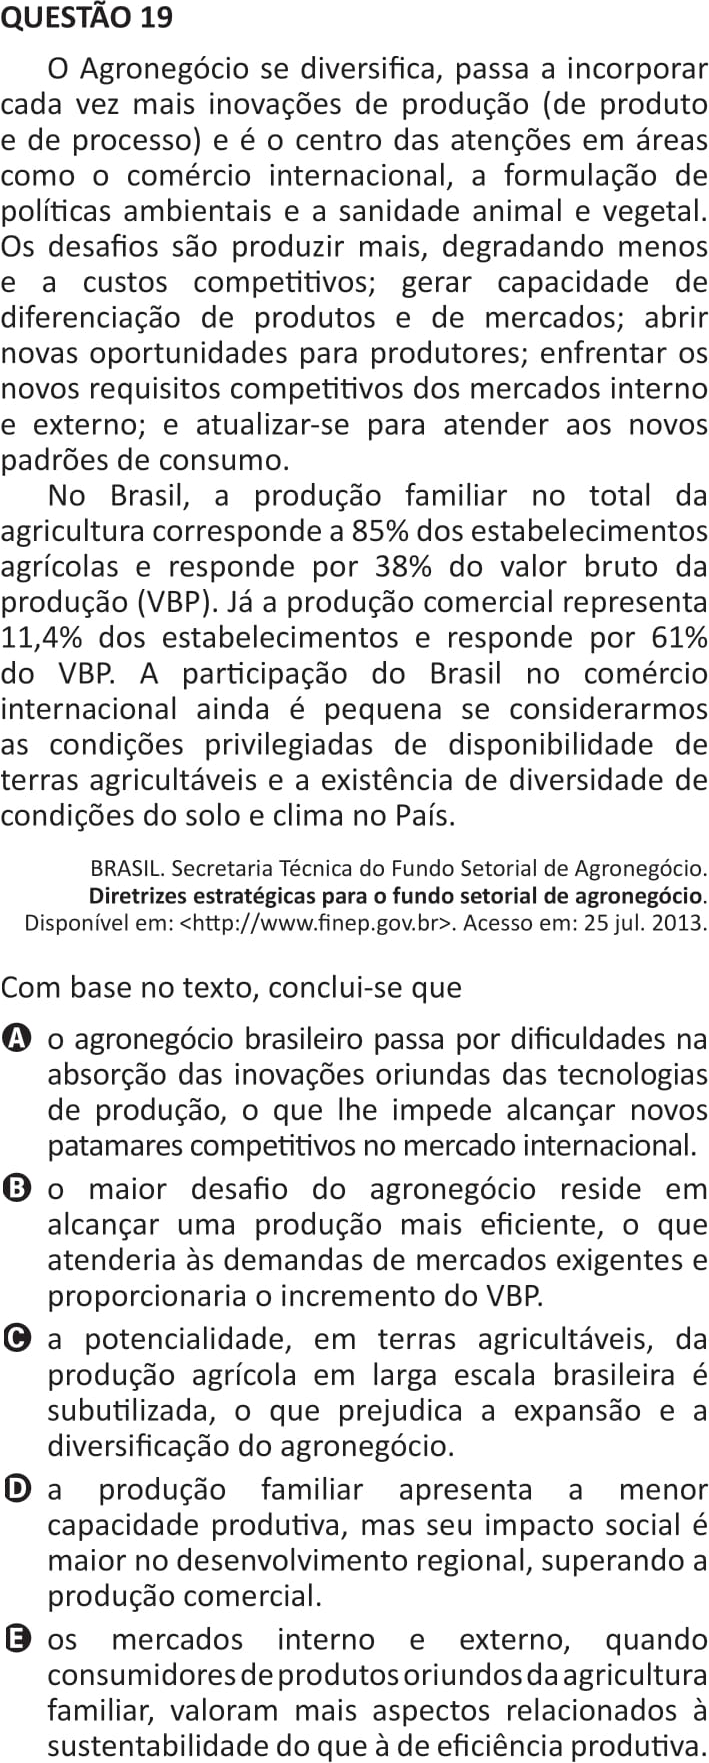 QUESTÃO 19
O Agronegócio se diversifica, passa a incorporar
cada vez mais inovações de produção (de produto
e de processo) e é o centro das atenções em áreas
como o comércio internacional, a formulação de
políticas ambientais e a sanidade animal e vegetal.
Os desafios são produzir mais, degradando menos
e a custos competitivos; gerar capacidade de
diferenciação de produtos e de mercados; abrir
novas oportunidades para produtores; enfrentar os
novos requisitos competitivos dos mercados interno
e externo; e atualizar-se para atender aos novos
padrões de consumo.
No Brasil, a produção familiar no total da
agricultura corresponde a 85% dos estabelecimentos
agrícolas e responde por 38% do valor bruto da
produção (VBP). Já a produção comercial representa
11,4% dos estabelecimentos e responde por 61%
do VBP. A participação do Brasil no comércio
internacional ainda é pequena se considerarmos
as condições privilegiadas de disponibilidade de
terras agricultáveis e a existência de diversidade de
condições do solo e clima no País.
BRASIL. Secretaria Técnica do Fundo Setorial de Agronegócio.
Diretrizes estratégicas para o fundo setorial de agronegócio.
Disponível em: <http://www.finep.gov.br>. Acesso em: 25 jul. 2013.
Com base no texto, conclui-se que
A o agronegócio brasileiro passa por dificuldades na
absorção das inovações oriundas das tecnologias
de produção, o que lhe impede alcançar novos
patamares competitivos no mercado internacional.
B o maior desafio do agronegócio reside em
alcançar uma produção mais eficiente, o que
atenderia às demandas de mercados exigentes e
proporcionaria o incremento do VBP.
C a potencialidade, em terras agricultáveis, da
produção agrícola em larga escala brasileira é
subutilizada, o que prejudica a expansão e a
diversificação do agronegócio.
D a produção familiar apresenta a menor
capacidade produtiva, mas seu impacto social é
maior no desenvolvimento regional, superando a
produção comercial.
E os mercados interno e externo, quando
consumidores de produtos oriundos da agricultura
familiar, valoram mais aspectos relacionados à
sustentabilidade do que à de eficiência produtiva.